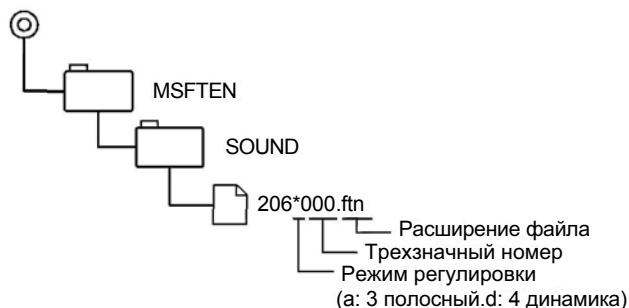 MSFTEN
SOUND
206*000.ftn
Расширение файла
Трехзначный номер
Режим регулировки
(a: 3 полосный.d: 4 динамика)